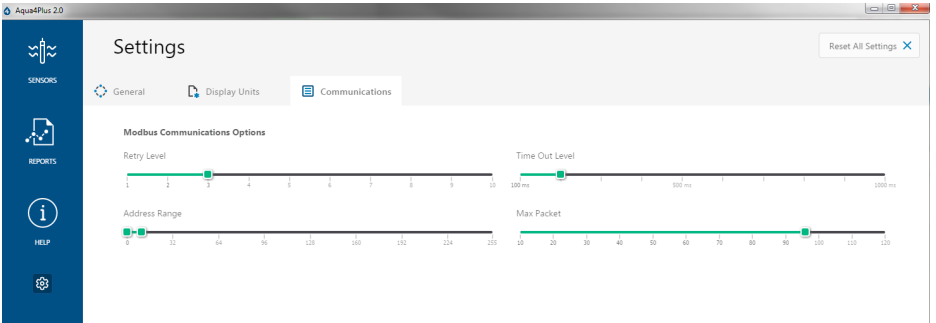 Aqua4Plus 2.0
Settings
Reset All Settings
SENSORS
General
Display Units
Communications
Modbus Communications Options
REPORTS
Retry Level
1 2 3 4 5 6 7 8 9 10
Time Out Level
100 ms 500 ms 1000 ms
HELP
Address Range
0 32 64 96 128 160 192 224 255
Max Packet
10 20 30 40 50 60 70 80 90 100 110 120